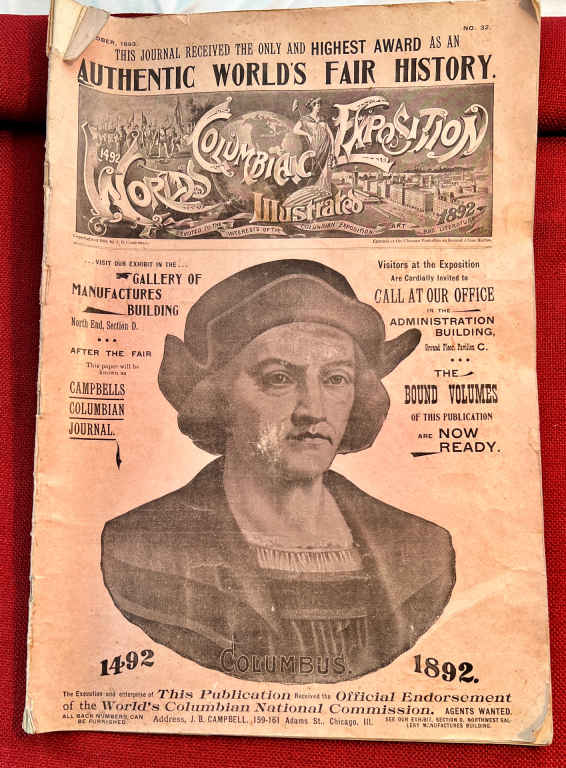 OBER, 1893.
NO. 32.
THIS JOURNAL RECEIVED THE ONLY AND HIGHEST AWARD AS AN
AUTHENTIC WORLD'S FAIR HISTORY.
1492
WORLDS
COLUMBIAN
EXPOSITION
Illustrated
1892
DEVOTED TO THE INTERESTS OF THE COLUMBIAN EXPOSITION ART AND LITERATURE
...VISIT OUR EXHIBIT IN THE...
GALLERY OF
MANUFACTURES
BUILDING
North End, Section D.
AFTER THE FAIR
This paper will be
known as
CAMPBELLS
COLUMBIAN
JOURNAL.
Visitors at the Exposition
Are Cordially Invited to
CALL AT OUR OFFICE
IN THE
ADMINISTRATION
BUILDING,
Ground Floor, Pavilion C.
THE
BOUND VOLUMES
OF THIS PUBLICATION
ARE NOW
READY.
1492
COLUMBUS.
1892.
The Execution and enterprise of This Publication Received the Official Endorsement
of the World's Columbian National Commission. AGENTS WANTED.
ALL BACK NUMBERS CAN
BE FURNISHED.
Address, J. B. CAMPBELL, 159-161 Adams St., Chicago, Ill.
SEE OUR EXHIBIT, SECTION D, NORTHWEST GAL-
LERY MANUFACTURES BUILDING.